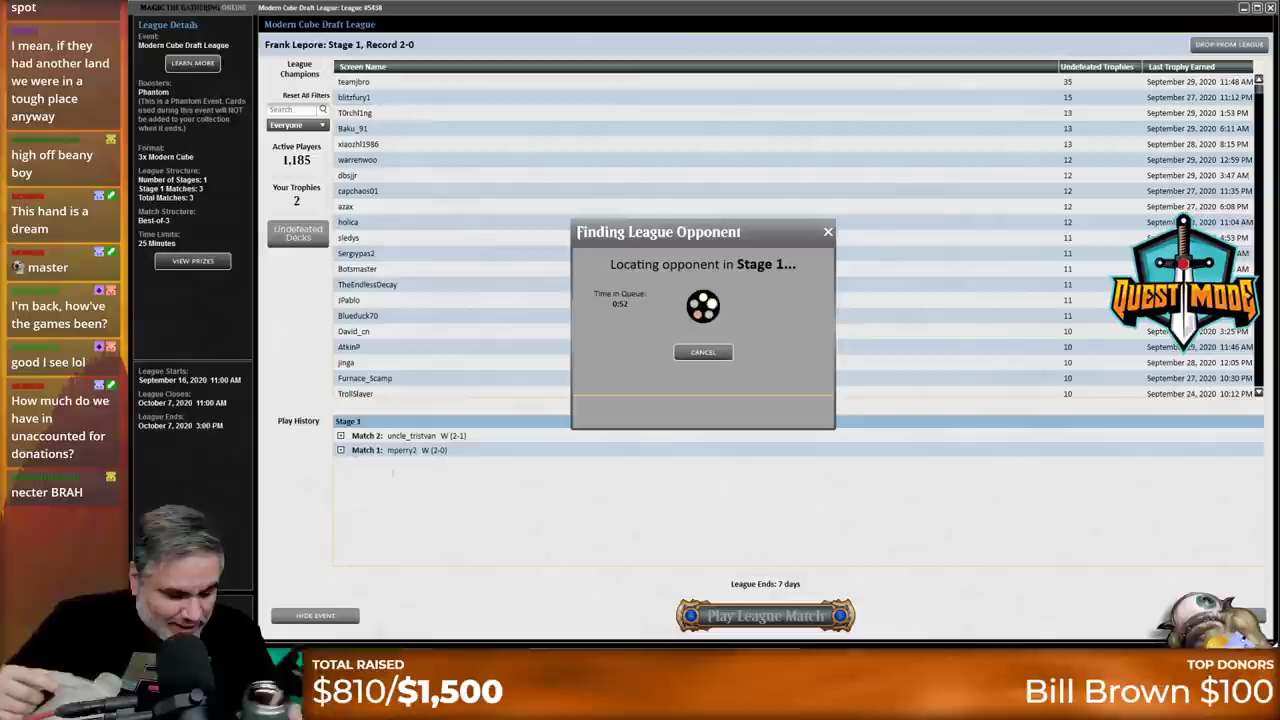 spot
I mean, if they
had another land
we were in a
tough place
anyway
high off beany
boy
This hand is a
dream
master
I'm back, how've
the games been?
good I see lol
How much do we
have in
unaccounted for
donations?
necter BRAH
MAGIC THE GATHERING ONLINE
Modern Cube Draft League: League #5438
League Details
Event:
Modern Cube Draft League
LEARN MORE
Boosters:
Phantom
(This is a Phantom Event. Cards
used during this event will NOT
be added to your collection
when it ends.)
Format:
3x Modern Cube
League Structure:
Number of Stages: 1
Stage 1 Matches: 3
Total Matches: 3
Match Structure:
Best-of-3
Time Limits:
25 Minutes
VIEW PRIZES
League Starts:
September 16, 2020 11:00 AM
League Closes:
October 7, 2020 11:00 AM
League Ends:
October 7, 2020 3:00 PM
Modern Cube Draft League
Frank Lepore: Stage 1, Record 2-0
DROP FROM LEAGUE
League
Champions
Reset All Filters
Search
Everyone
Active Players
1,185
Your Trophies
2
Undefeated
Decks
Screen Name Undefeated Trophies Last Trophy Earned
teamjbro 35 September 29, 2020 11:48 AM
blitzfury1 15 September 27, 2020 11:12 PM
T0rchl1ng 13 September 29, 2020 1:53 PM
Baku_91 13 September 29, 2020 6:11 AM
xiaozhl1986 13 September 28, 2020 8:15 PM
warrenwoo 12 September 29, 2020 12:59 PM
dbsjjr 12 September 29, 2020 3:47 AM
capchaos01 12 September 27, 2020 11:35 PM
azax 12 September 27, 2020 6:08 PM
holica 12 11:04 AM
sledys 11 4:53
Sergiypas2 11 AM
Botsmaster 11 AM
TheEndlessDecay 11
JPablo 11
Blueduck70 11
David_cn 10 3:25 PM
AtkinP 10 2020 11:46 AM
jinga 10 September 28, 2020 12:05 PM
Furnace_Scamp 10 September 27, 2020 10:30 PM
TrollSlayer 10 September 24, 2020 10:12 PM
Finding League Opponent
Locating opponent in Stage 1...
Time in Queue:
0:52
CANCEL
QUEST MODE
Play History
Stage 1
Match 2: uncle_tristvan W (2-1)
Match 1: mperry2 W (2-0)
League Ends: 7 days
HIDE EVENT
Play League Match
TOTAL RAISED
$810/$1,500
TOP DONORS
Bill Brown $100